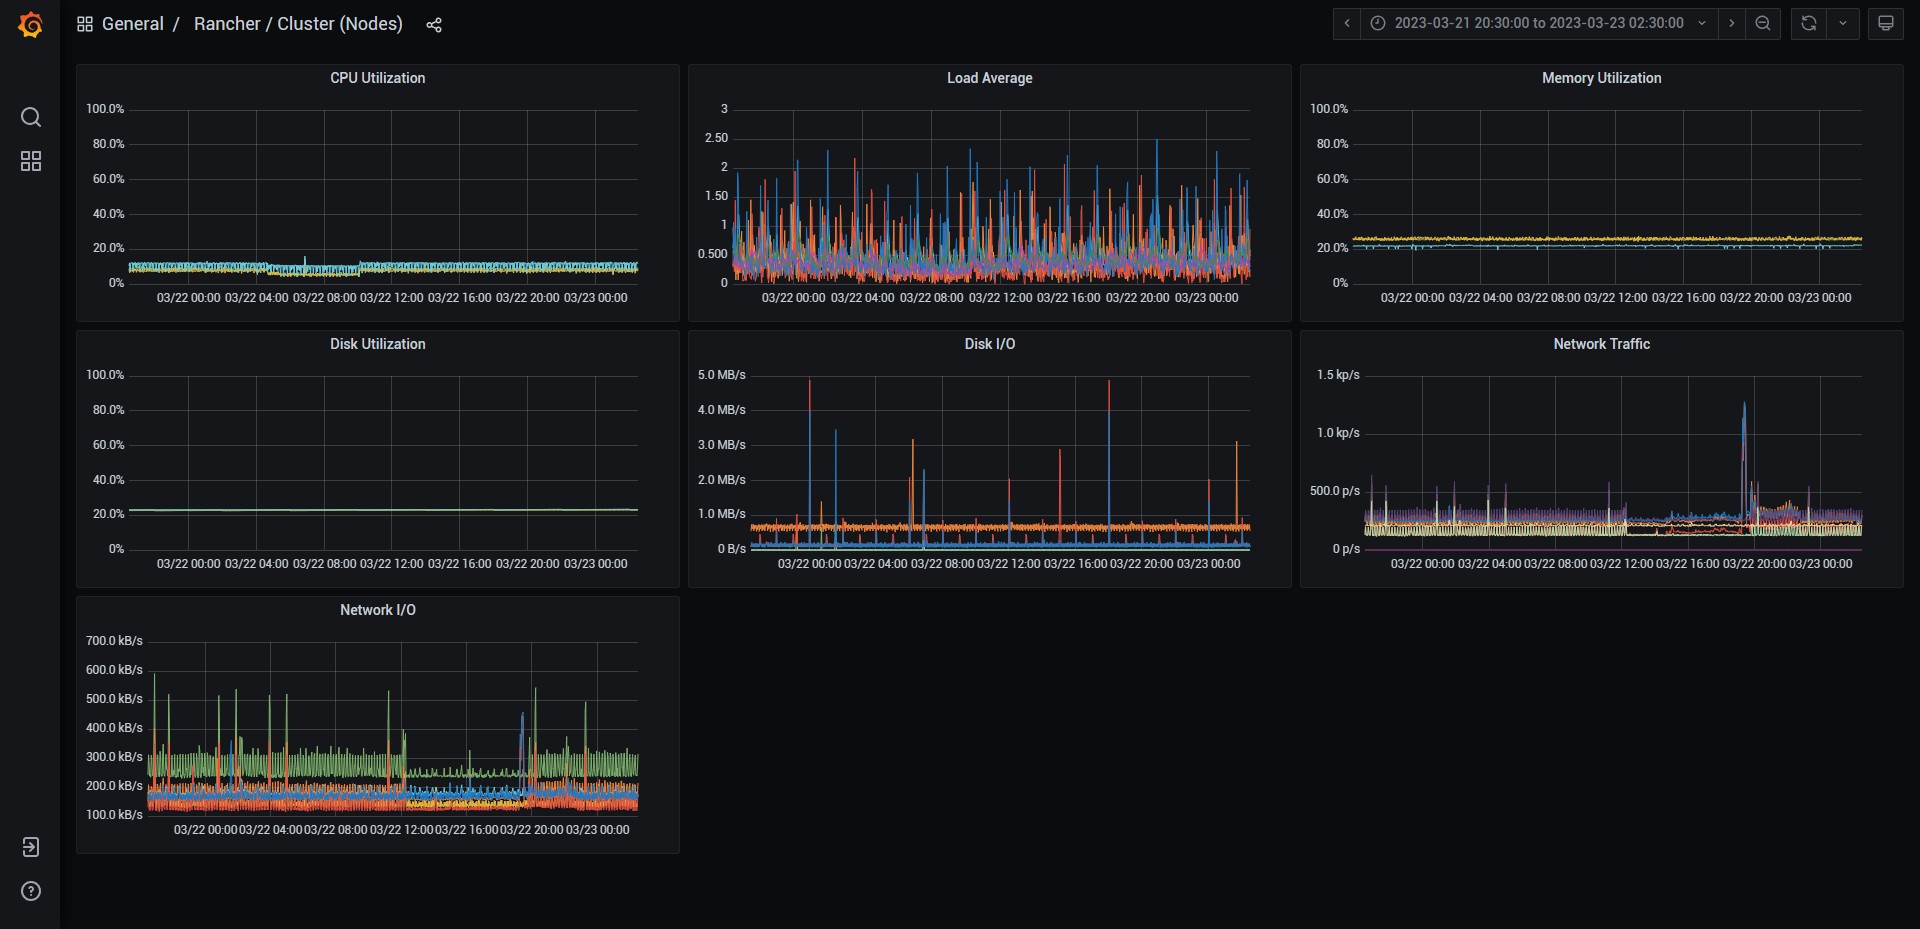 General / Rancher / Cluster (Nodes)
2023-03-21 20:30:00 to 2023-03-23 02:30:00
CPU Utilization
100.0%
80.0%
60.0%
40.0%
20.0%
0%
03/22 00:00 03/22 04:00 03/22 08:00 03/22 12:00 03/22 16:00 03/22 20:00 03/23 00:00
Load Average
3
2.50
2
1.50
1
0.500
0
03/22 00:00 03/22 04:00 03/22 08:00 03/22 12:00 03/22 16:00 03/22 20:00 03/23 00:00
Memory Utilization
100.0%
80.0%
60.0%
40.0%
20.0%
0%
03/22 00:00 03/22 04:00 03/22 08:00 03/22 12:00 03/22 16:00 03/22 20:00 03/23 00:00
Disk Utilization
100.0%
80.0%
60.0%
40.0%
20.0%
0%
03/22 00:00 03/22 04:00 03/22 08:00 03/22 12:00 03/22 16:00 03/22 20:00 03/23 00:00
Disk I/O
5.0 MB/s
4.0 MB/s
3.0 MB/s
2.0 MB/s
1.0 MB/s
0 B/s
03/22 00:00 03/22 04:00 03/22 08:00 03/22 12:00 03/22 16:00 03/22 20:00 03/23 00:00
Network Traffic
1.5 kp/s
1.0 kp/s
500.0 p/s
0 p/s
03/22 00:00 03/22 04:00 03/22 08:00 03/22 12:00 03/22 16:00 03/22 20:00 03/23 00:00
Network I/O
700.0 kB/s
600.0 kB/s
500.0 kB/s
400.0 kB/s
300.0 kB/s
200.0 kB/s
100.0 kB/s
03/22 00:00 03/22 04:00 03/22 08:00 03/22 12:00 03/22 16:00 03/22 20:00 03/23 00:00